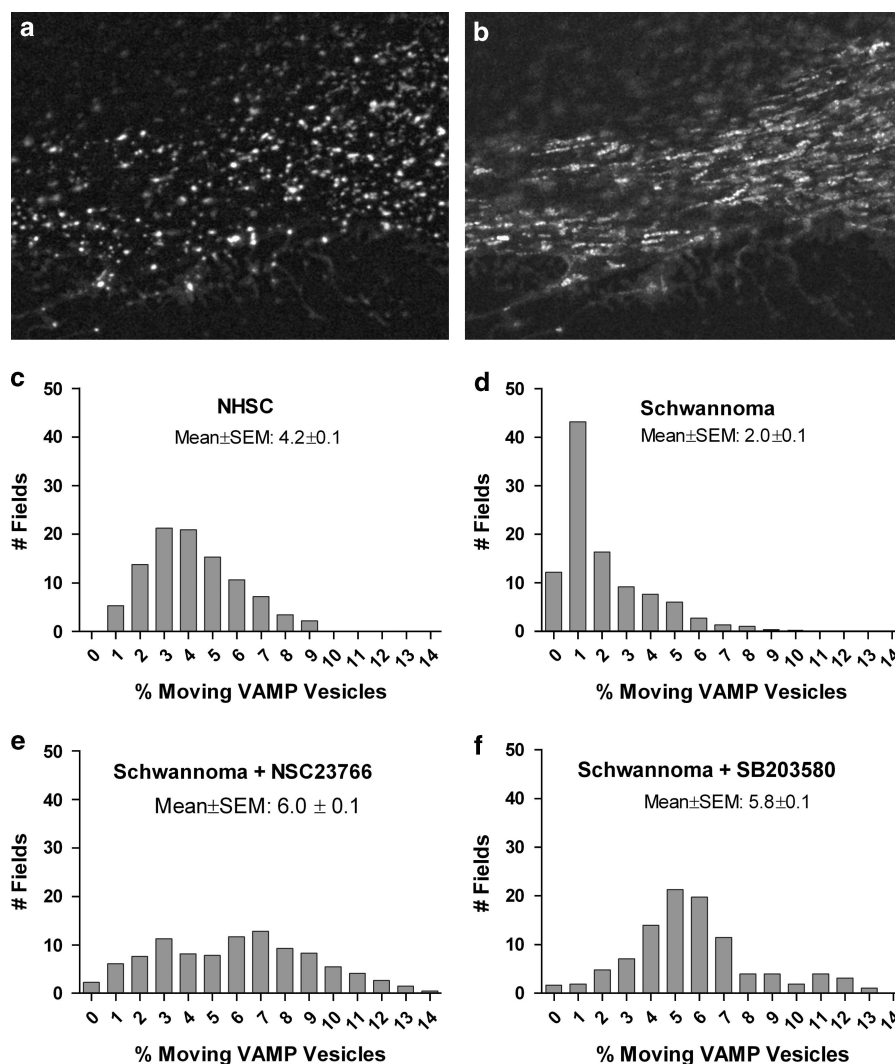 a
b
c
50
40
30
20
10
0
# Fields
NHSC
Mean±SEM: 4.2±0.1
0 1 2 3 4 5 6 7 8 9 10 11 12 13 14
% Moving VAMP Vesicles
d
50
40
30
20
10
0
# Fields
Schwannoma
Mean±SEM: 2.0±0.1
0 1 2 3 4 5 6 7 8 9 10 11 12 13 14
% Moving VAMP Vesicles
e
50
40
30
20
10
0
# Fields
Schwannoma + NSC23766
Mean±SEM: 6.0 ± 0.1
0 1 2 3 4 5 6 7 8 9 10 11 12 13 14
% Moving VAMP Vesicles
f
50
40
30
20
10
0
# Fields
Schwannoma + SB203580
Mean±SEM: 5.8±0.1
0 1 2 3 4 5 6 7 8 9 10 11 12 13 14
% Moving VAMP Vesicles